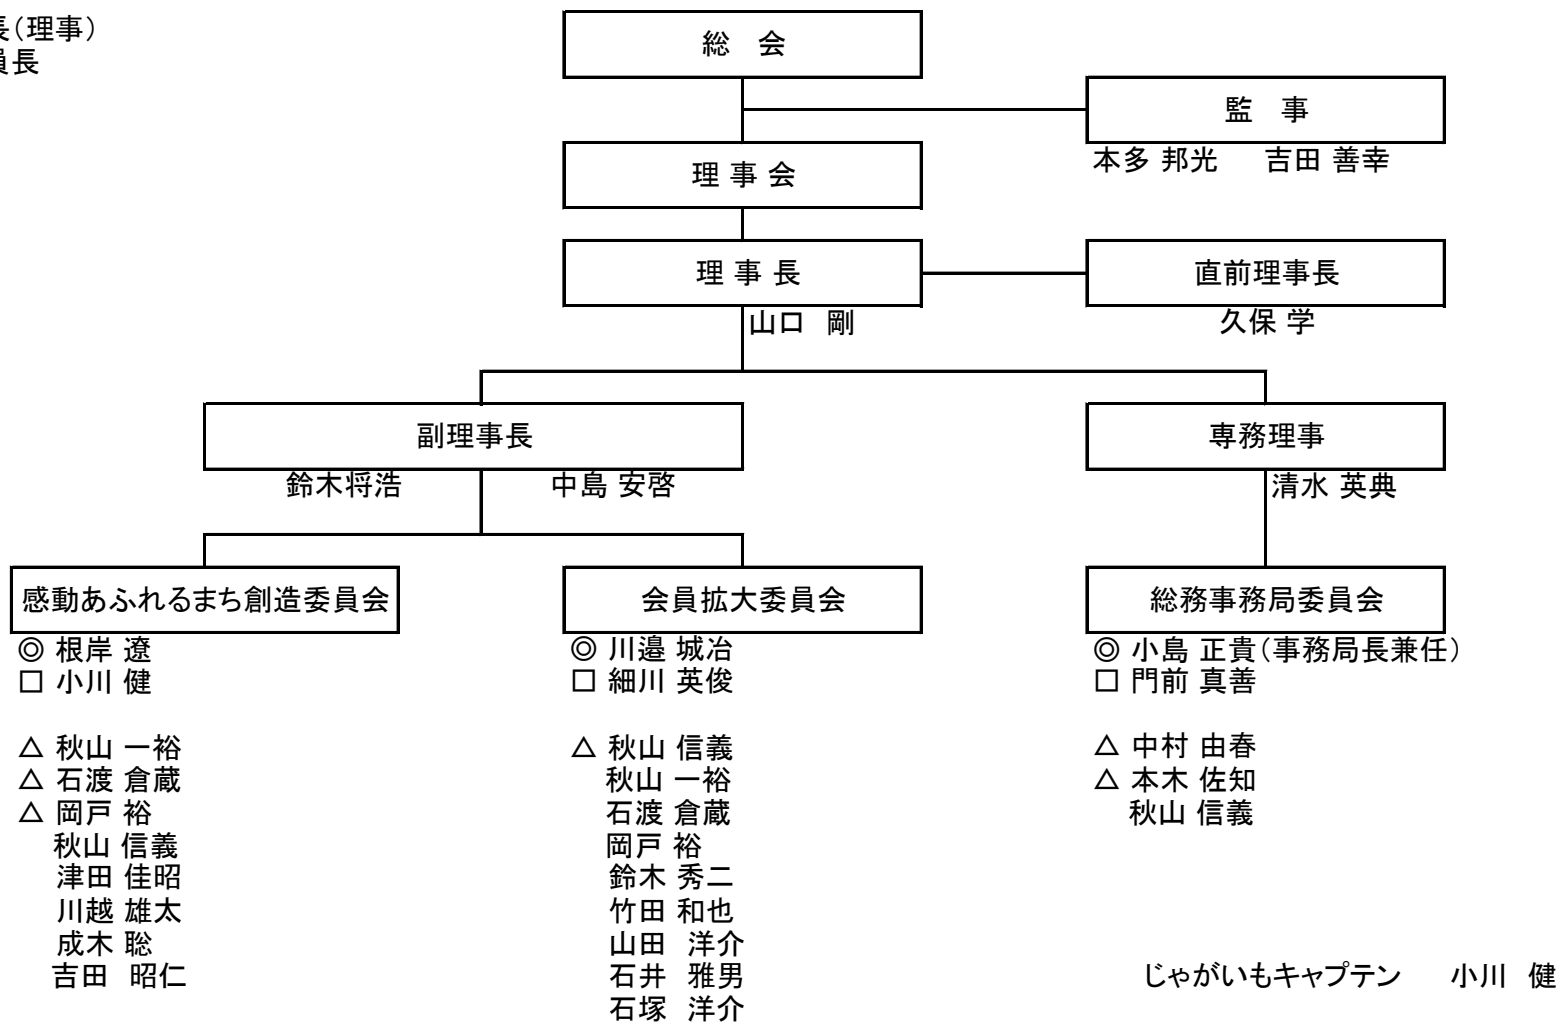 長(理事)
員長
総　会
監　事
本多 邦光　吉田 善幸
理 事 会
理 事 長
山口　剛
直前理事長
久保 学
副理事長
鈴木将浩　中島 安啓
専務理事
清水 英典
感動あふれるまち創造委員会
◎ 根岸 遼
□ 小川 健
△ 秋山 一裕
△ 石渡 倉蔵
△ 岡戸 裕
秋山 信義
津田 佳昭
川越 雄太
成木 聡
吉田　昭仁
会員拡大委員会
◎ 川邉 城冶
□ 細川 英俊
△ 秋山 信義
秋山 一裕
石渡 倉蔵
岡戸 裕
鈴木 秀二
竹田 和也
山田　洋介
石井　雅男
石塚　洋介
総務事務局委員会
◎ 小島 正貴(事務局長兼任)
□ 門前 真善
△ 中村 由春
△ 本木 佐知
秋山 信義
じゃがいもキャプテン　小川　健